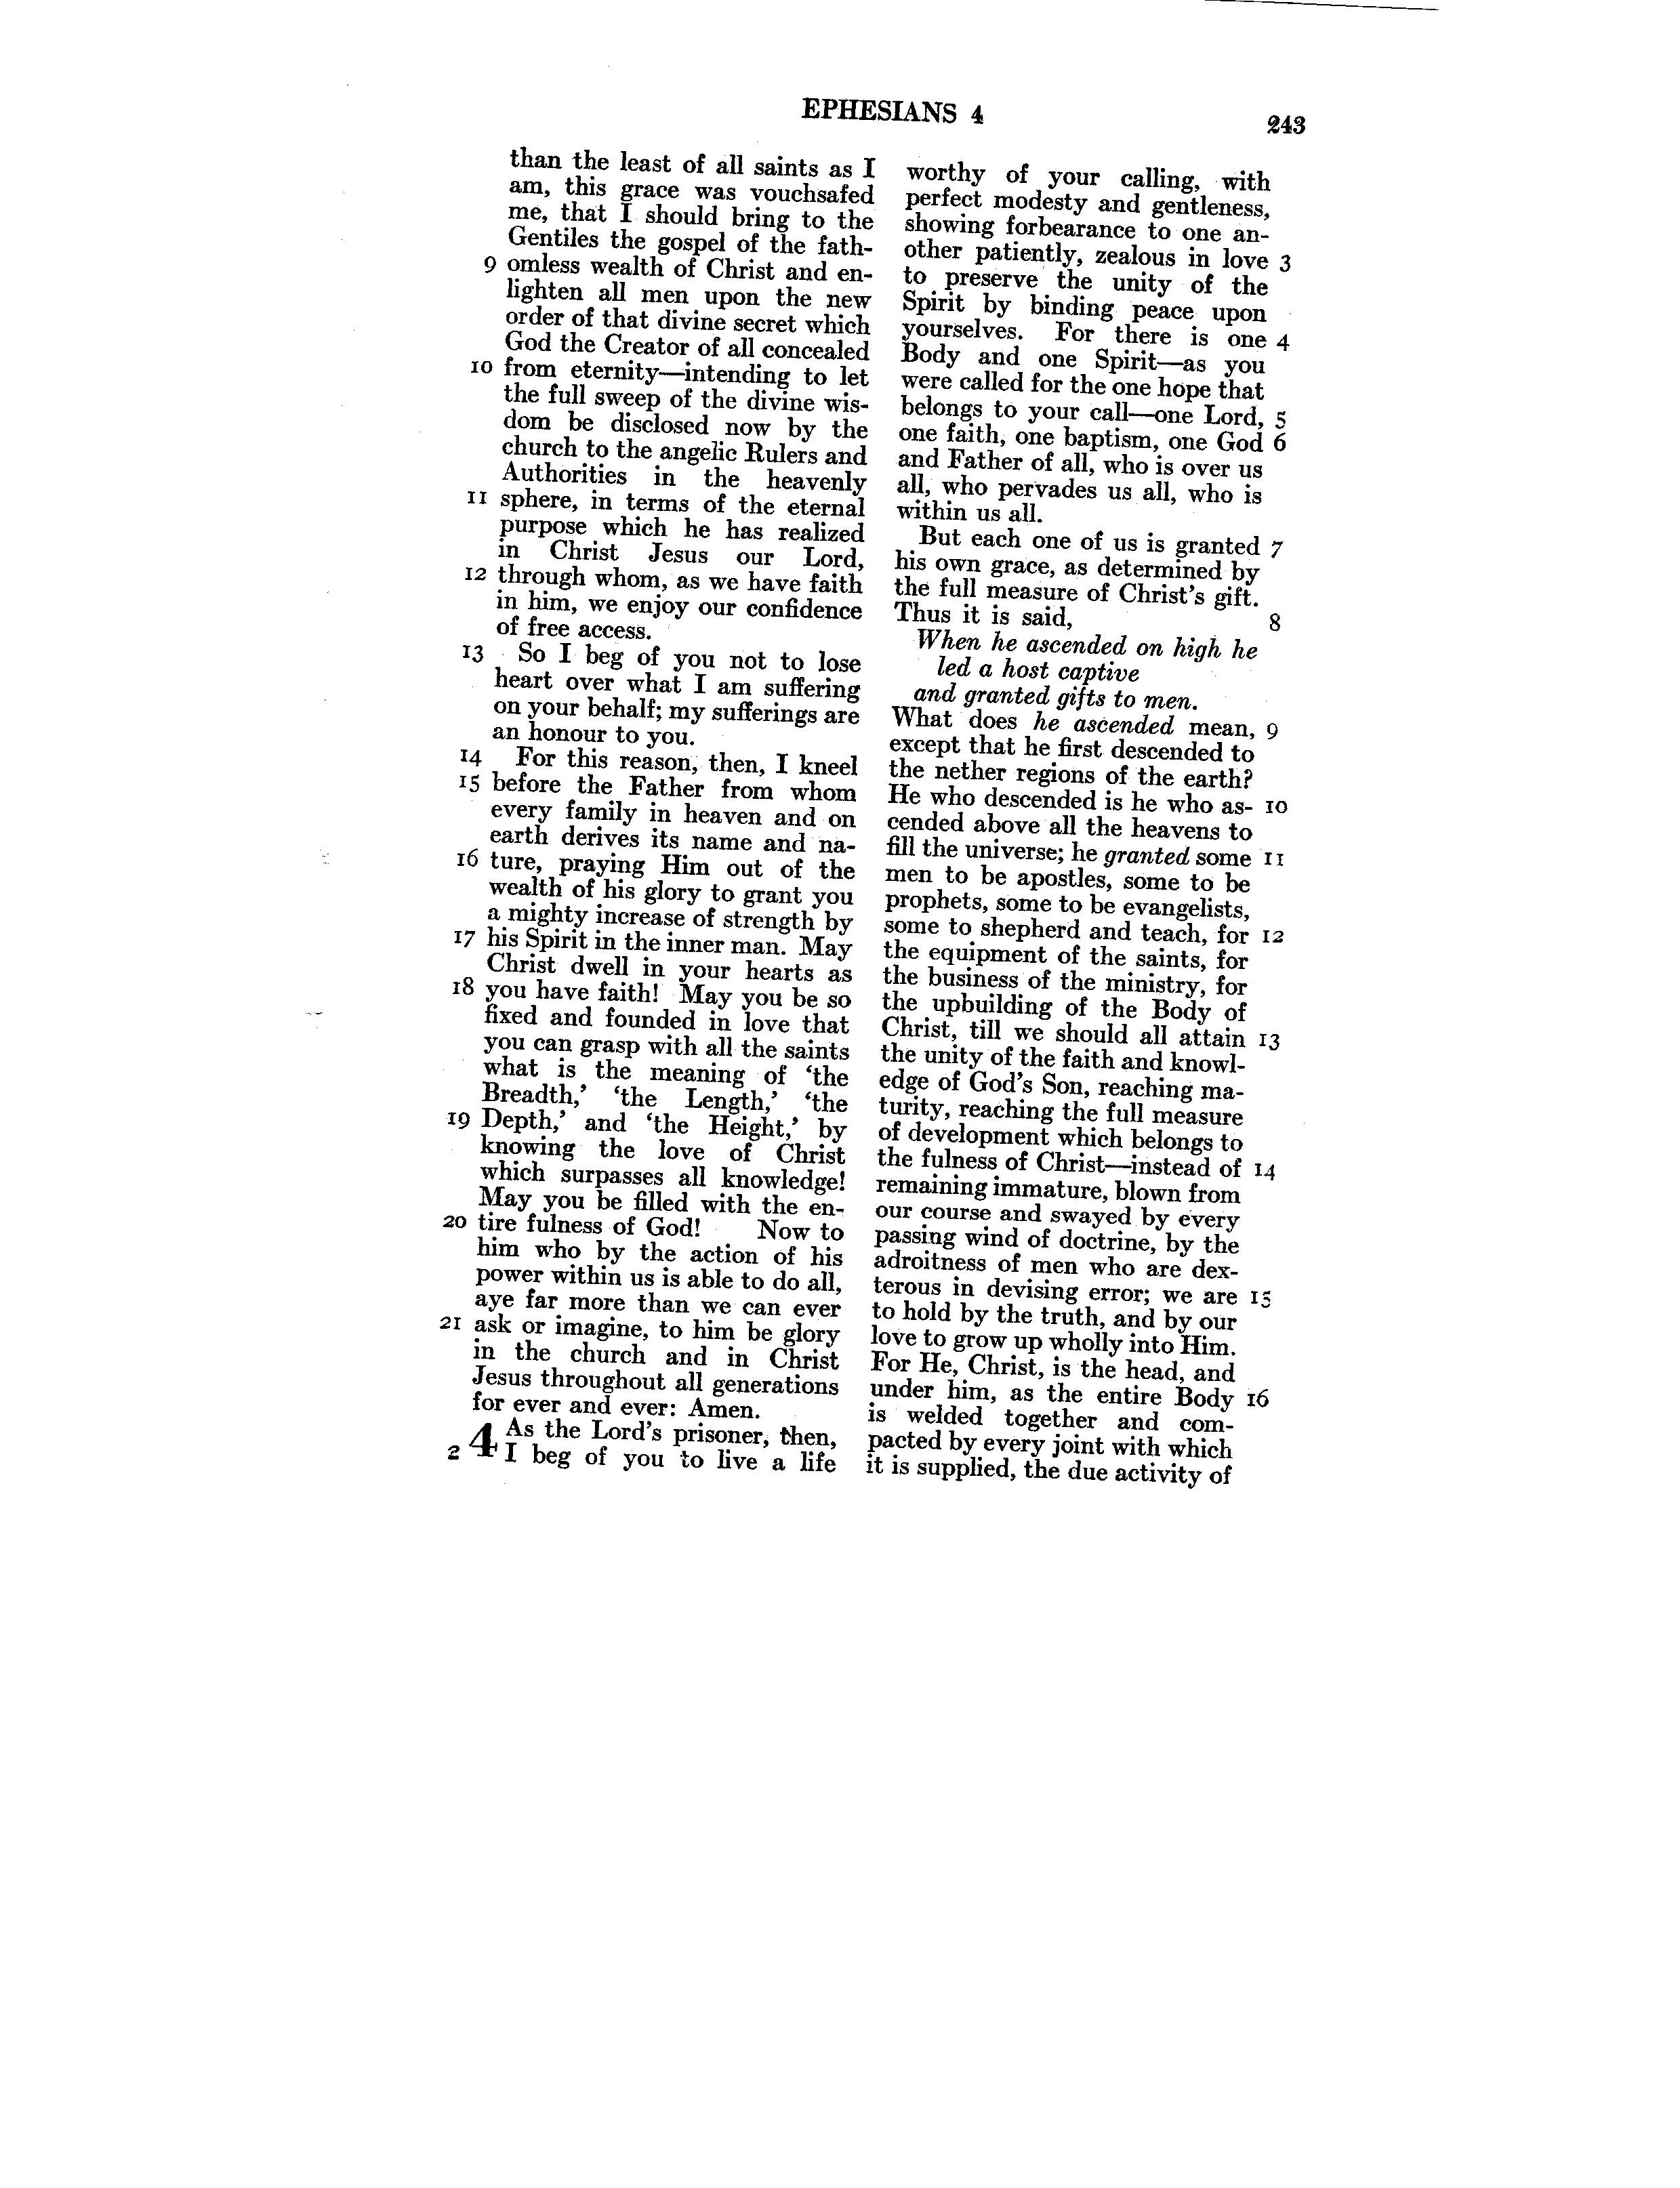 EPHESIANS 4
243
than the least of all saints as I
am, this grace was vouchsafed
me, that I should bring to the
Gentiles the gospel of the fath-
9 omless wealth of Christ and en-
lighten all men upon the new
order of that divine secret which
God the Creator of all concealed
10 from eternity—intending to let
the full sweep of the divine wis-
dom be disclosed now by the
church to the angelic Rulers and
Authorities in the heavenly
11 sphere, in terms of the eternal
purpose which he has realized
in Christ Jesus our Lord,
12 through whom, as we have faith
in him, we enjoy our confidence
of free access.
13 So I beg of you not to lose
heart over what I am suffering
on your behalf; my sufferings are
an honour to you.
14 For this reason, then, I kneel
15 before the Father from whom
every family in heaven and on
earth derives its name and na-
16 ture, praying Him out of the
wealth of his glory to grant you
a mighty increase of strength by
17 his Spirit in the inner man. May
Christ dwell in your hearts as
18 you have faith! May you be so
fixed and founded in love that
you can grasp with all the saints
what is the meaning of ‘the
Breadth,’ ‘the Length,’ ‘the
19 Depth,’ and ‘the Height,’ by
knowing the love of Christ
which surpasses all knowledge!
May you be filled with the en-
20 tire fulness of God! Now to
him who by the action of his
power within us is able to do all,
aye far more than we can ever
21 ask or imagine, to him be glory
in the church and in Christ
Jesus throughout all generations
for ever and ever: Amen.
4 As the Lord's prisoner, then,
2 I beg of you to live a life
worthy of your calling, with
perfect modesty and gentleness,
showing forbearance to one an-
other patiently, zealous in love 3
to preserve the unity of the
Spirit by binding peace upon
yourselves. For there is one 4
Body and one Spirit—as you
were called for the one hope that
belongs to your call—one Lord, 5
one faith, one baptism, one God 6
and Father of all, who is over us
all, who pervades us all, who is
within us all.
But each one of us is granted 7
his own grace, as determined by
the full measure of Christ's gift.
Thus it is said, 8
When he ascended on high he
led a host captive
and granted gifts to men.
What does he ascended mean, 9
except that he first descended to
the nether regions of the earth?
He who descended is he who as- 10
cended above all the heavens to
fill the universe; he granted some 11
men to be apostles, some to be
prophets, some to be evangelists,
some to shepherd and teach, for 12
the equipment of the saints, for
the business of the ministry, for
the upbuilding of the Body of
Christ, till we should all attain 13
the unity of the faith and knowl-
edge of God's Son, reaching ma-
turity, reaching the full measure
of development which belongs to
the fulness of Christ—instead of 14
remaining immature, blown from
our course and swayed by every
passing wind of doctrine, by the
adroitness of men who are dex-
terous in devising error; we are 15
to hold by the truth, and by our
love to grow up wholly into Him.
For He, Christ, is the head, and
under him, as the entire Body 16
is welded together and com-
pacted by every joint with which
it is supplied, the due activity of